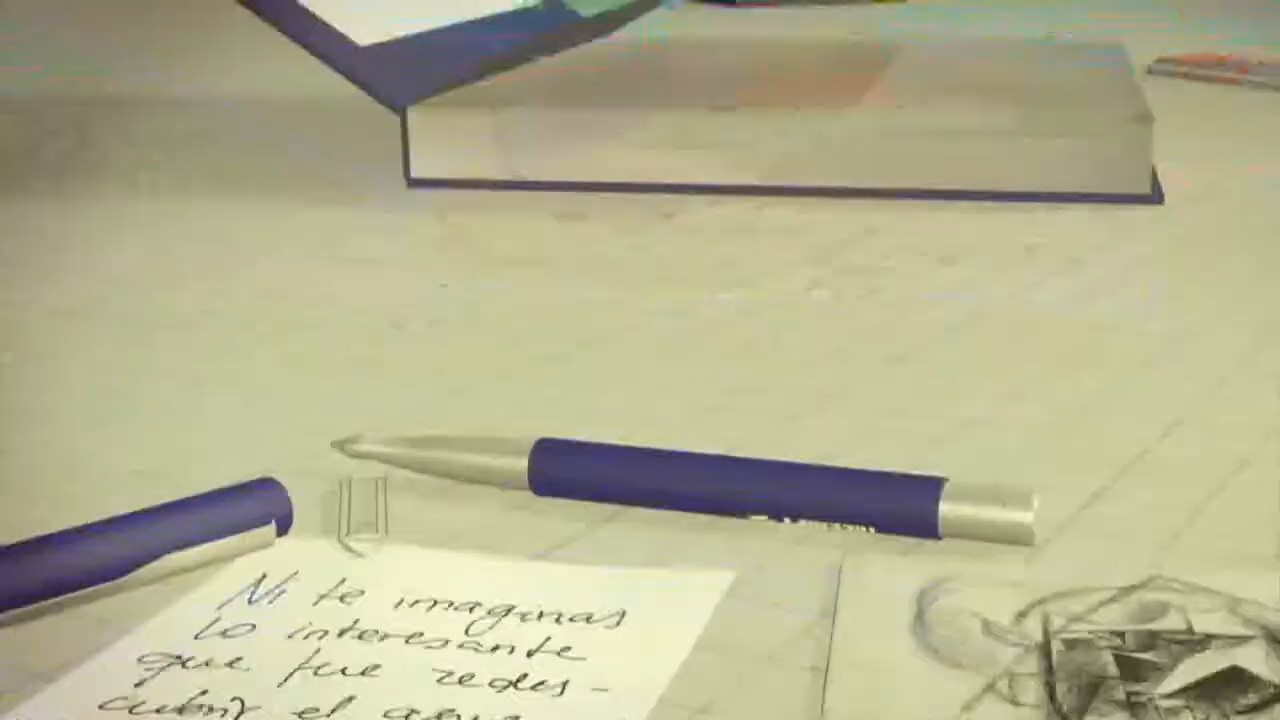 Ni te imaginas
lo interesante
que fue redes-
cubrir el